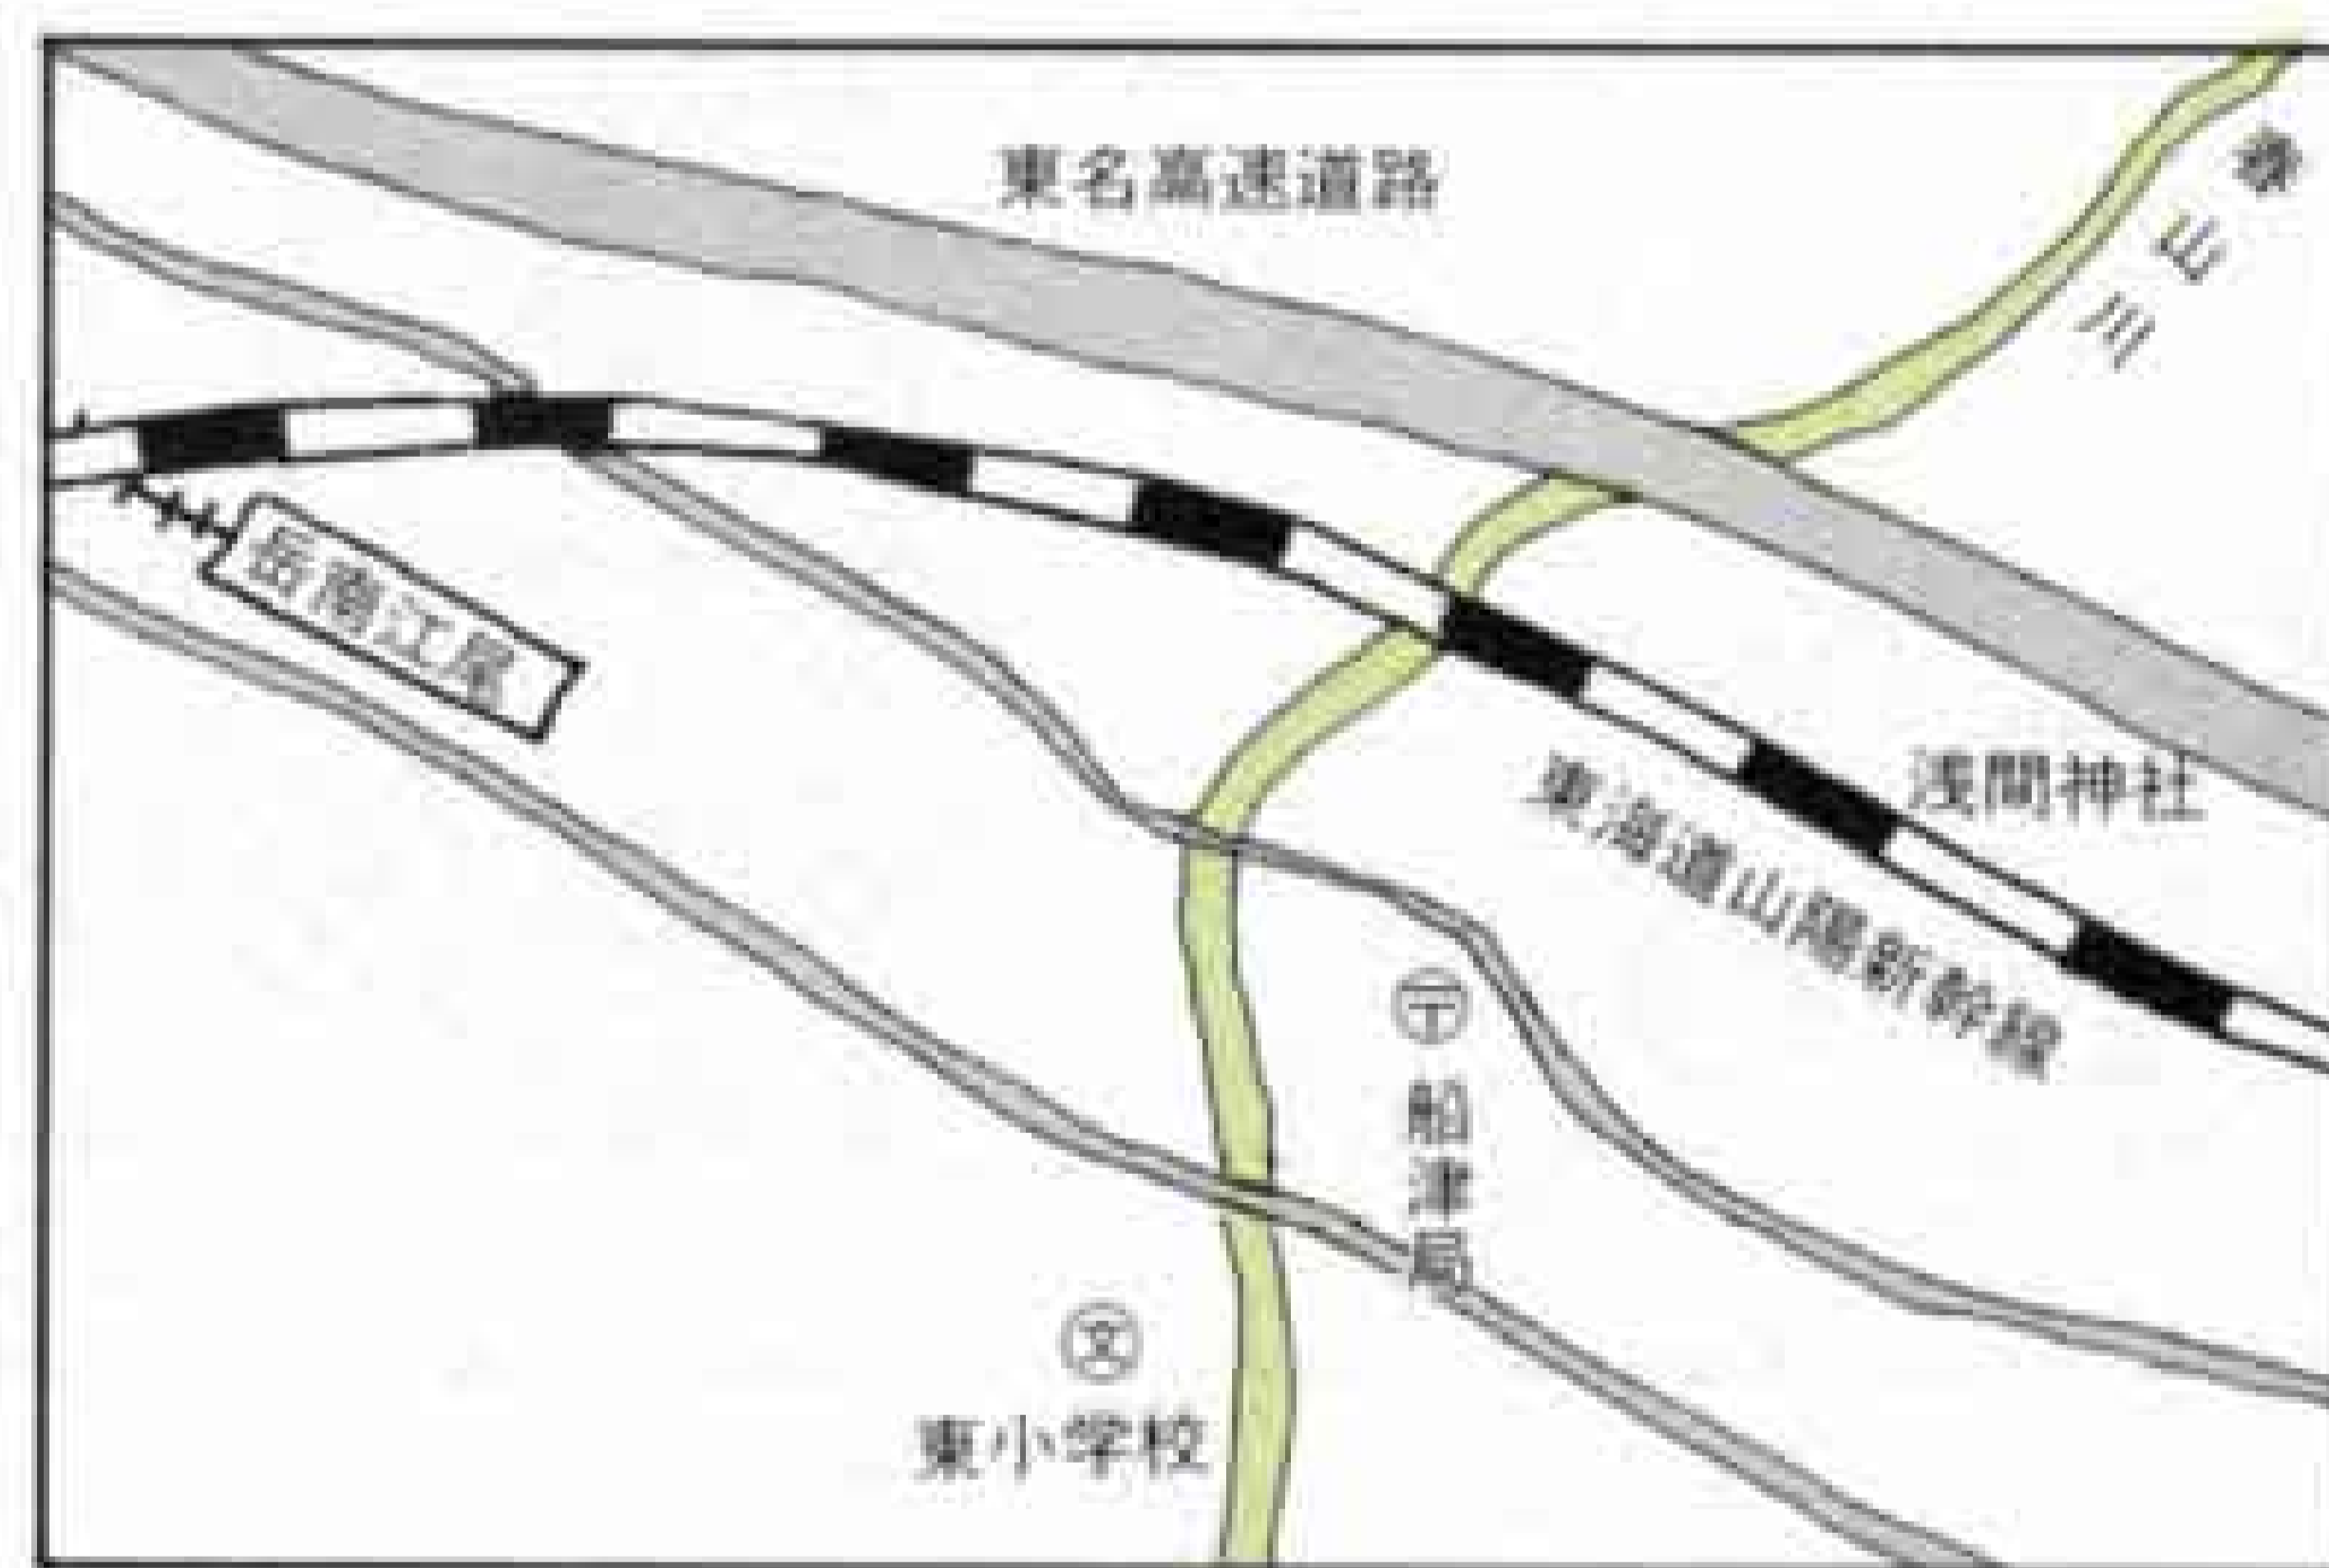 東名高速道路
山川
岳南江尾
浅間神社
東海道山陽新幹線
〒
船津局
文
東小学校